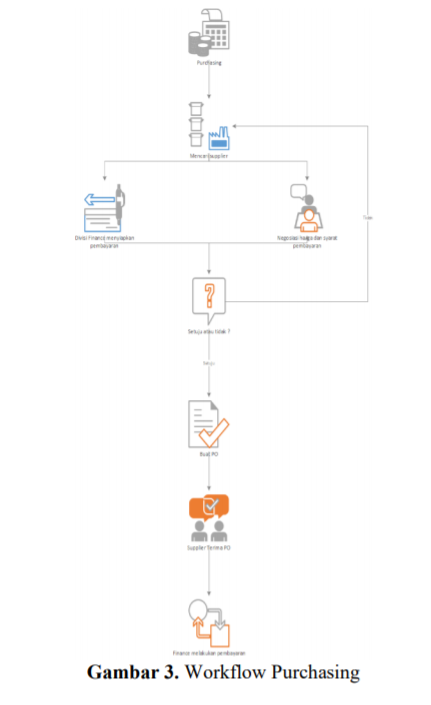 Purchasing
Mencari supplier
Divisi Finance menyiapkan
pembayaran
Negosiasi harga dan syarat
pembayaran
Tidak
Setuju atau tidak ?
Setuju
Buat PO
Supplier Terima PO
Finance melakukan pembayaran
Gambar 3. Workflow Purchasing